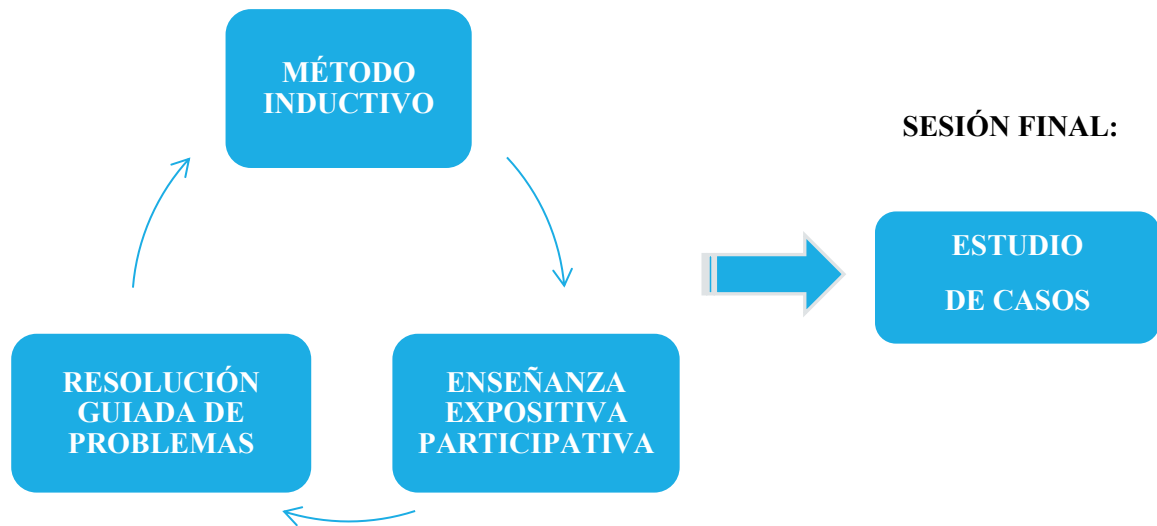 MÉTODO
INDUCTIVO
SESIÓN FINAL:
ESTUDIO
DE CASOS
RESOLUCIÓN
GUIADA DE
PROBLEMAS
ENSEÑANZA
EXPOSITIVA
PARTICIPATIVA